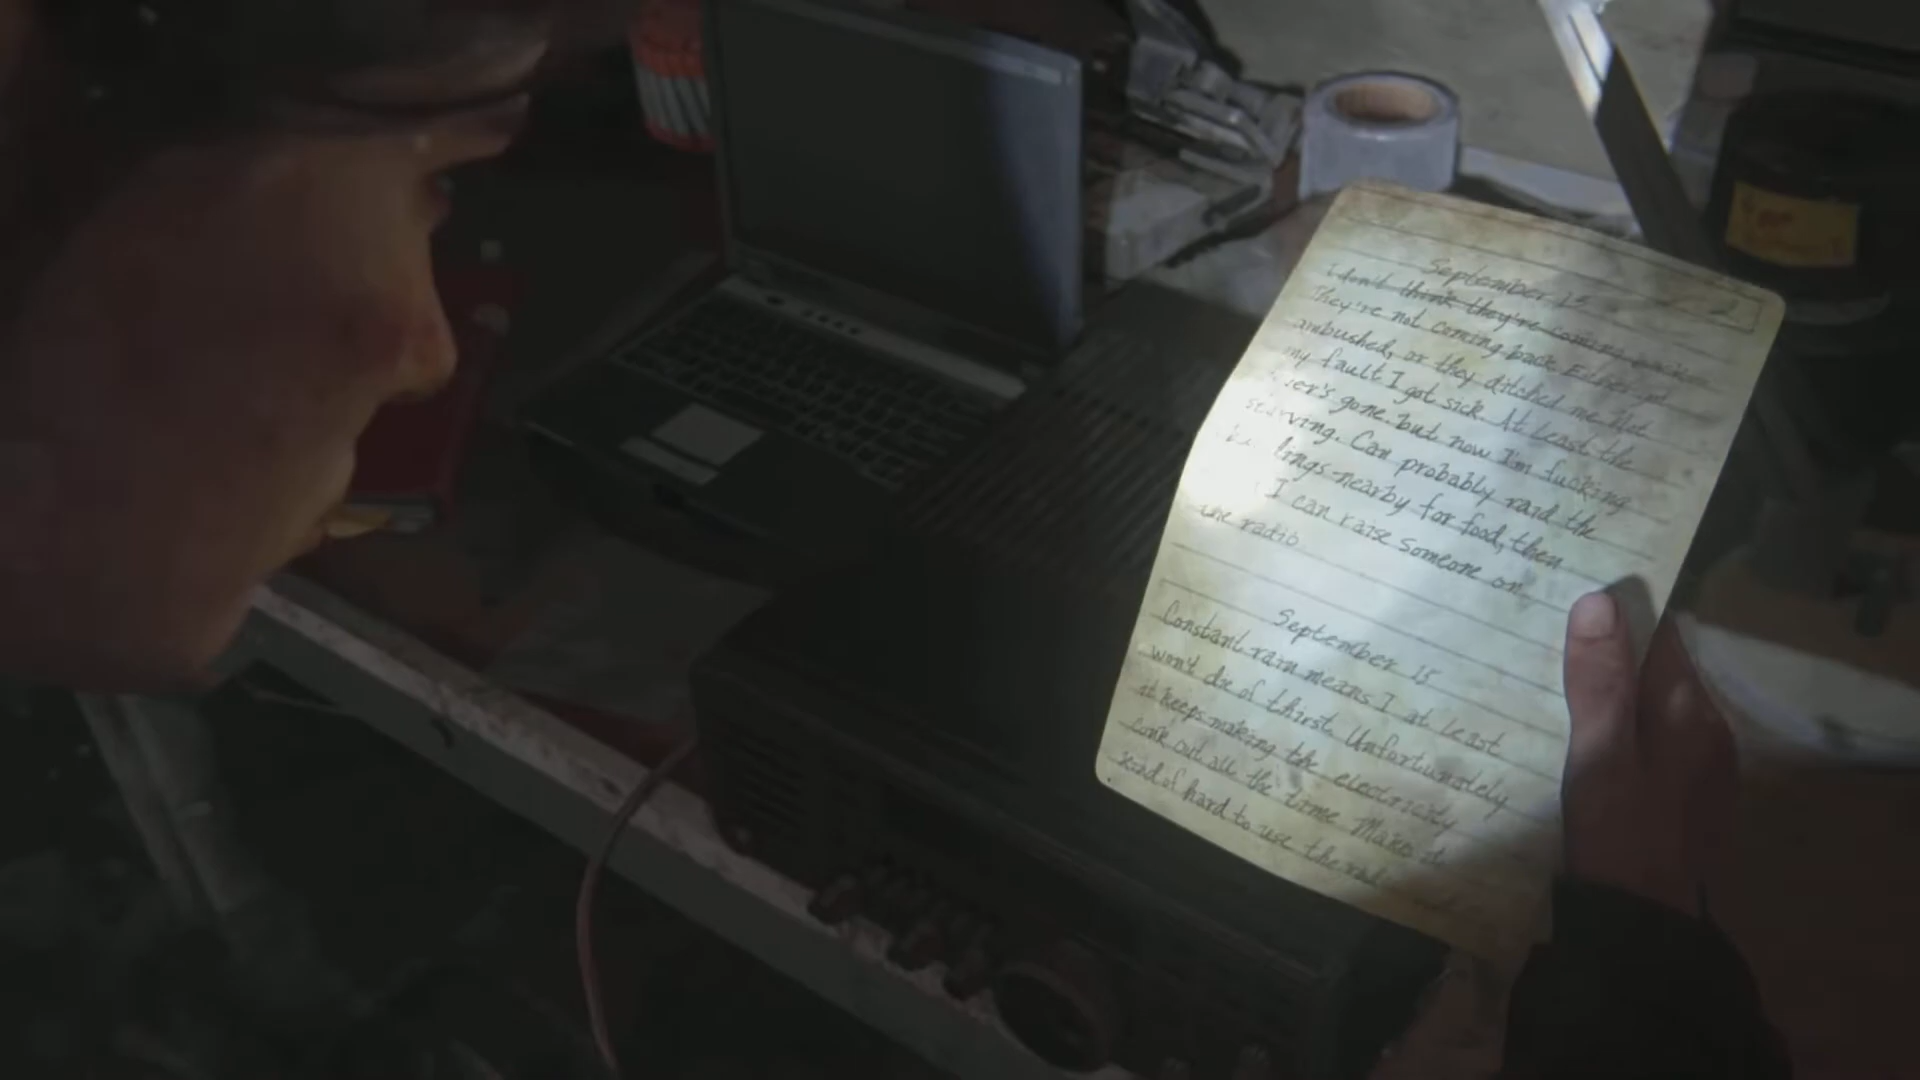 September 15
2
I don't think they're coming back
They're not coming back Either got
ambushed, or they ditched me. Not
my fault I got sick. At least the
er's gone. but now I'm fucking
starving. Can probably raid the
lings nearby for food, then
I can raise someone on
the radio
September 15
Constant rain means I at least
won't die of thirst. Unfortunately
it keeps making the electricity
conk out all the time Makes it
kind of hard to use the radi